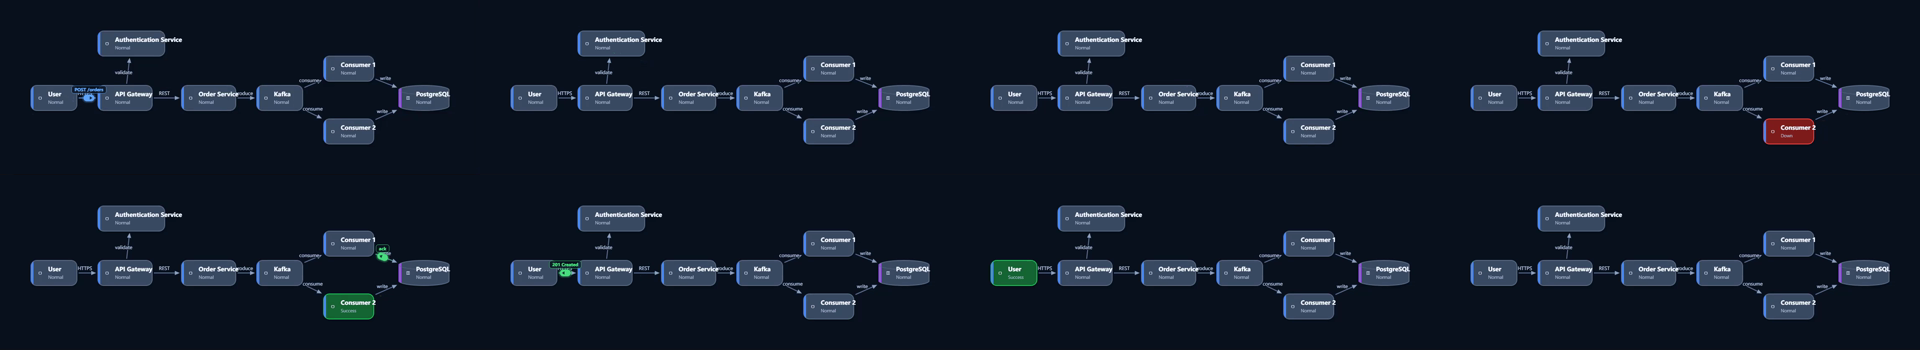 Authentication Service
Normal
validate
User
Normal
POST /orders
API Gateway
Normal
REST
Order Service
Normal
roduce
Kafka
Normal
consume
consume
Consumer 1
Normal
Consumer 2
Normal
write
write
PostgreSQL
Normal
Authentication Service
Normal
validate
User
Normal
HTTPS
API Gateway
Normal
REST
Order Service
Normal
roduce
Kafka
Normal
consume
consume
Consumer 1
Normal
Consumer 2
Normal
write
write
PostgreSQL
Normal
Authentication Service
Normal
validate
User
Normal
HTTPS
API Gateway
Normal
REST
Order Service
Normal
roduce
Kafka
Normal
consume
consume
Consumer 1
Normal
Consumer 2
Normal
write
write
PostgreSQL
Normal
Authentication Service
Normal
validate
User
Normal
HTTPS
API Gateway
Normal
REST
Order Service
Normal
roduce
Kafka
Normal
consume
consume
Consumer 1
Normal
Consumer 2
Down
write
write
PostgreSQL
Normal
Authentication Service
Normal
validate
User
Normal
HTTPS
API Gateway
Normal
REST
Order Service
Normal
roduce
Kafka
Normal
consume
consume
Consumer 1
Normal
Consumer 2
Success
ack
write
PostgreSQL
Normal
Authentication Service
Normal
validate
User
Normal
201 Created
API Gateway
Normal
REST
Order Service
Normal
roduce
Kafka
Normal
consume
consume
Consumer 1
Normal
Consumer 2
Normal
write
write
PostgreSQL
Normal
Authentication Service
Normal
validate
User
Success
HTTPS
API Gateway
Normal
REST
Order Service
Normal
roduce
Kafka
Normal
consume
consume
Consumer 1
Normal
Consumer 2
Normal
write
write
PostgreSQL
Normal
Authentication Service
Normal
validate
User
Normal
HTTPS
API Gateway
Normal
REST
Order Service
Normal
roduce
Kafka
Normal
consume
consume
Consumer 1
Normal
Consumer 2
Normal
write
write
PostgreSQL
Normal